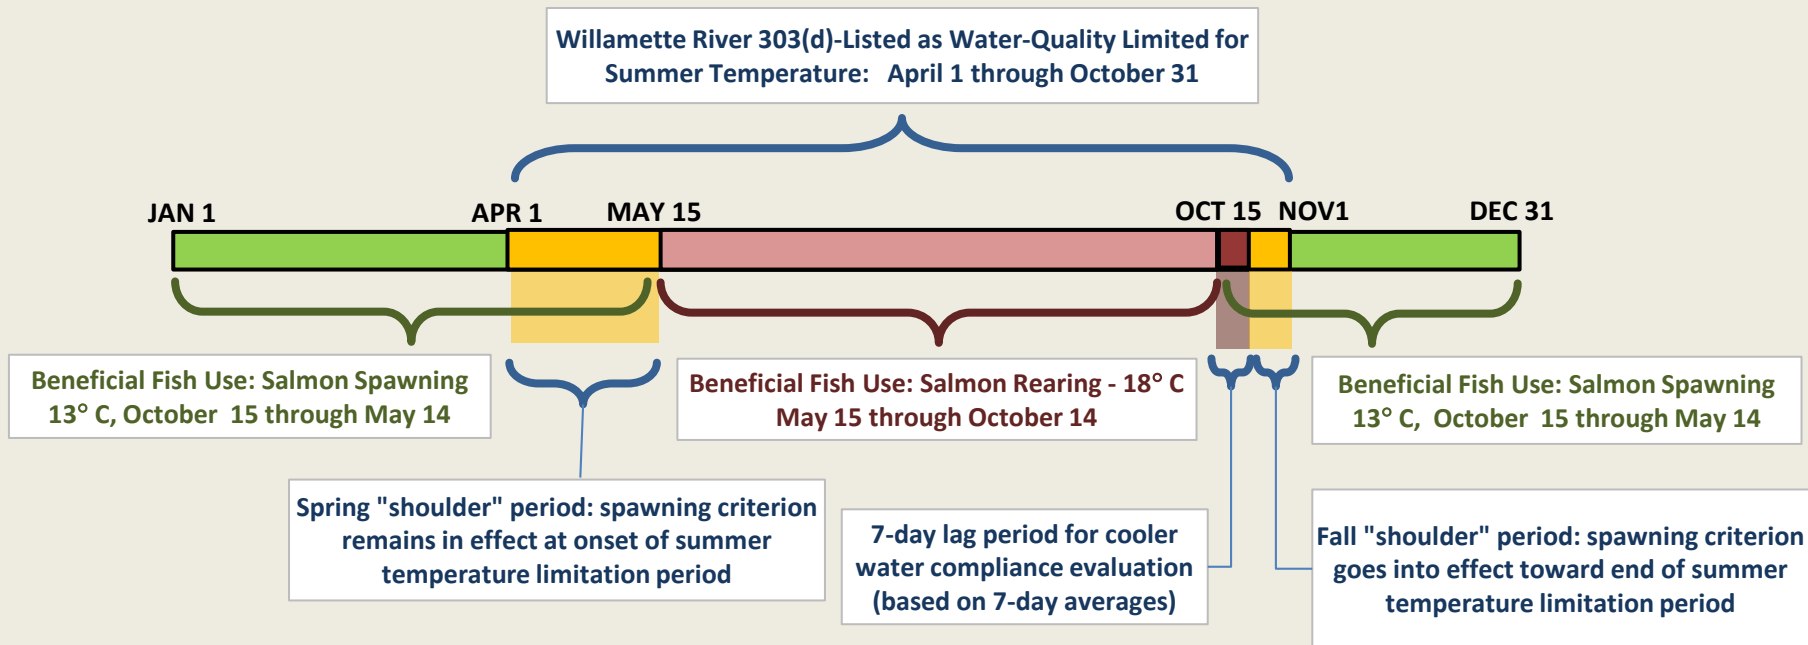 Willamette River 303(d)-Listed as Water-Quality Limited for
Summer Temperature: April 1 through October 31
JAN 1
APR 1
MAY 15
OCT 15
NOV1
DEC 31
Beneficial Fish Use: Salmon Spawning
13° C, October 15 through May 14
Beneficial Fish Use: Salmon Rearing - 18° C
May 15 through October 14
Beneficial Fish Use: Salmon Spawning
13° C, October 15 through May 14
Spring "shoulder" period: spawning criterion
remains in effect at onset of summer
temperature limitation period
7-day lag period for cooler
water compliance evaluation
(based on 7-day averages)
Fall "shoulder" period: spawning criterion
goes into effect toward end of summer
temperature limitation period